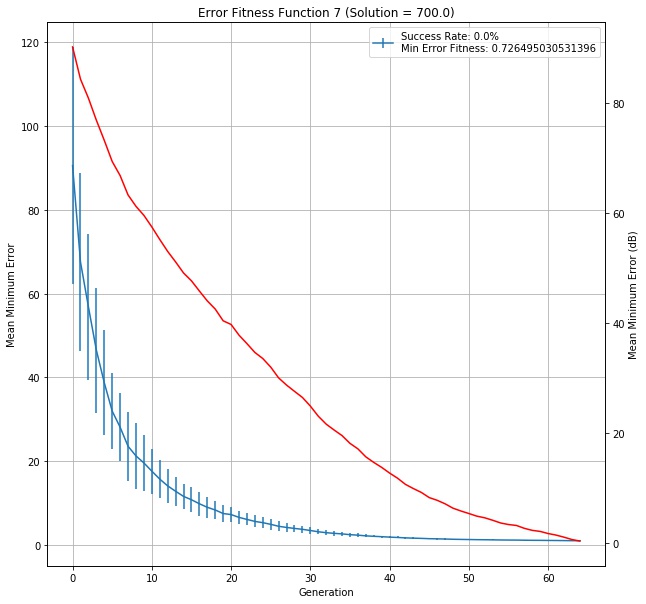 Error Fitness Function 7 (Solution = 700.0)
Success Rate: 0.0%
Min Error Fitness: 0.726495030531396
Mean Minimum Error
120
100
80
60
40
20
0
Mean Minimum Error (dB)
80
60
40
20
0
0 10 20 30 40 50 60
Generation